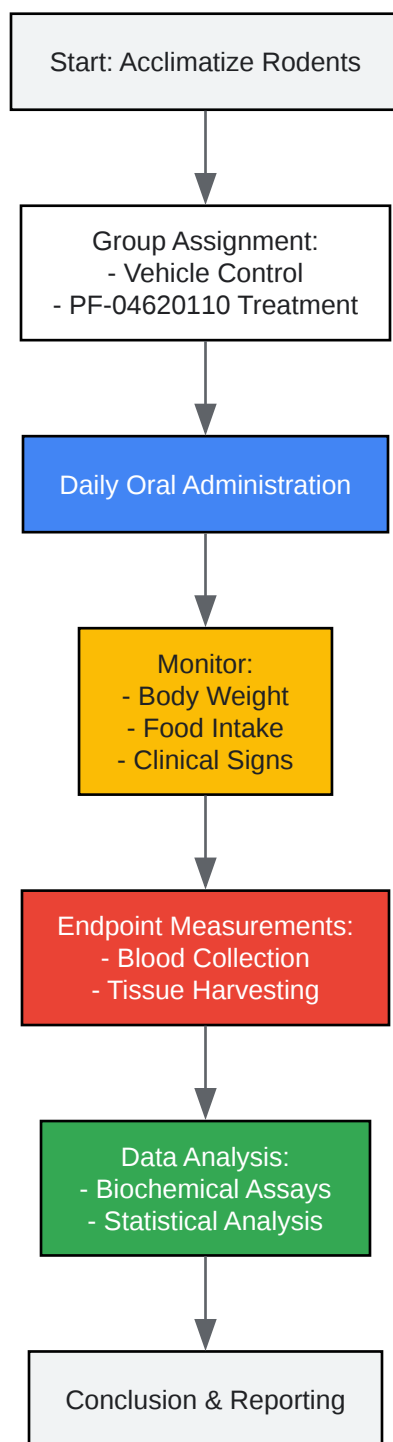 Start: Acclimatize Rodents
Group Assignment:
- Vehicle Control
- PF-04620110 Treatment
Daily Oral Administration
Monitor:
- Body Weight
- Food Intake
- Clinical Signs
Endpoint Measurements:
- Blood Collection
- Tissue Harvesting
Data Analysis:
- Biochemical Assays
- Statistical Analysis
Conclusion & Reporting